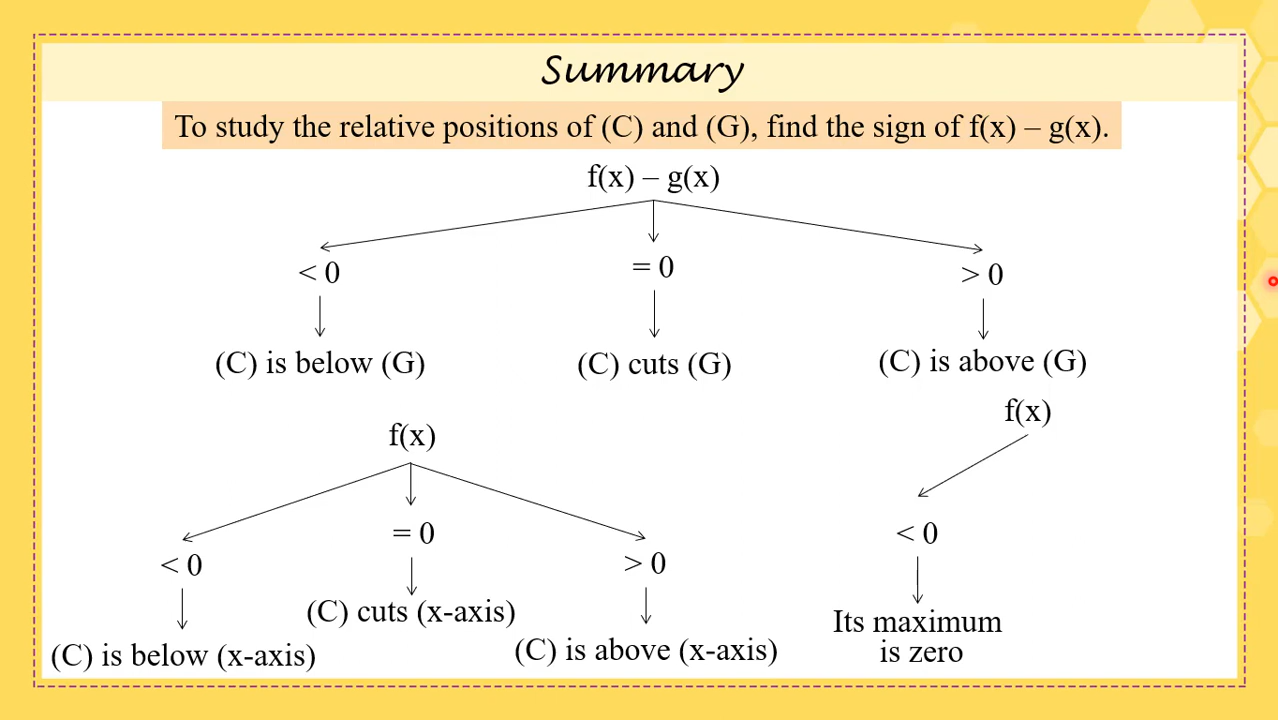 Summary
To study the relative positions of (C) and (G), find the sign of f(x) – g(x).
f(x) – g(x)
< 0
= 0
> 0
(C) is below (G)
(C) cuts (G)
(C) is above (G)
f(x)
< 0
= 0
> 0
(C) is below (x-axis)
(C) cuts (x-axis)
(C) is above (x-axis)
f(x)
< 0
Its maximum
is zero